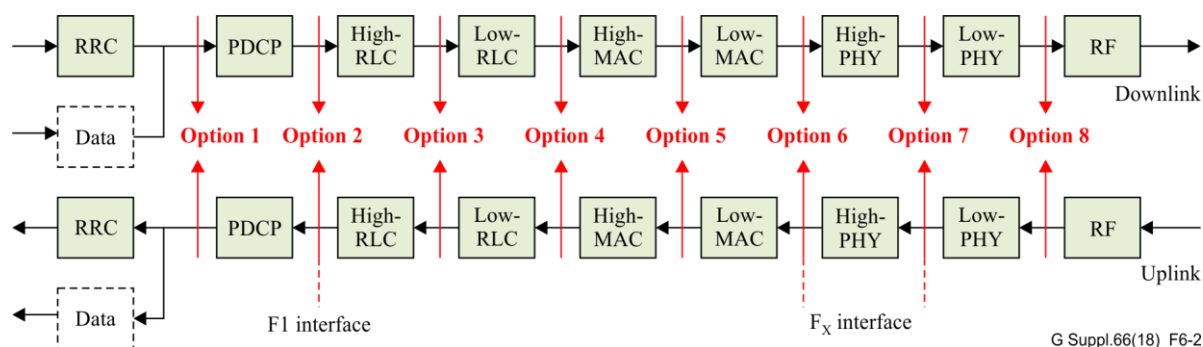 RRC
PDCP
High-
RLC
Low-
RLC
High-
MAC
Low-
MAC
High-
PHY
Low-
PHY
RF
Downlink
Data
Option 1 Option 2 Option 3 Option 4 Option 5 Option 6 Option 7 Option 8
RRC
PDCP
High-
RLC
Low-
RLC
High-
MAC
Low-
MAC
High-
PHY
Low-
PHY
RF
Uplink
Data
F1 interface
FX interface
G Suppl.66(18) F6-2